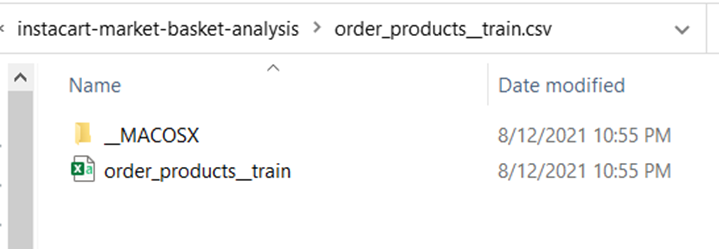 instacart-market-basket-analysis > order_products__train.csv
Name Date modified
__MACOSX 8/12/2021 10:55 PM
order_products__train 8/12/2021 10:55 PM